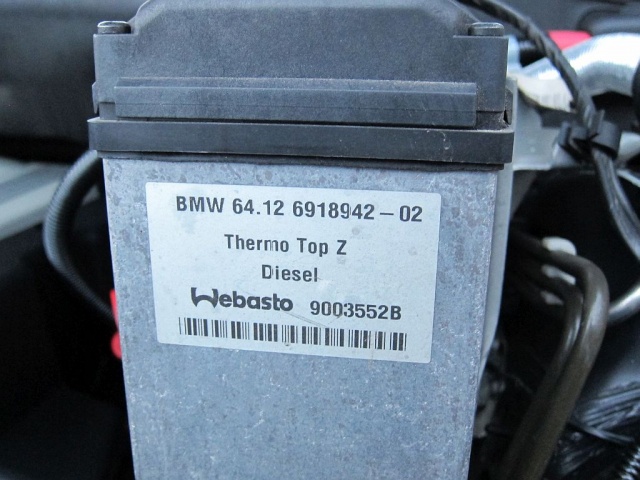 BMW 64.12 6918942-02
Thermo Top Z
Diesel
Webasto 9003552B